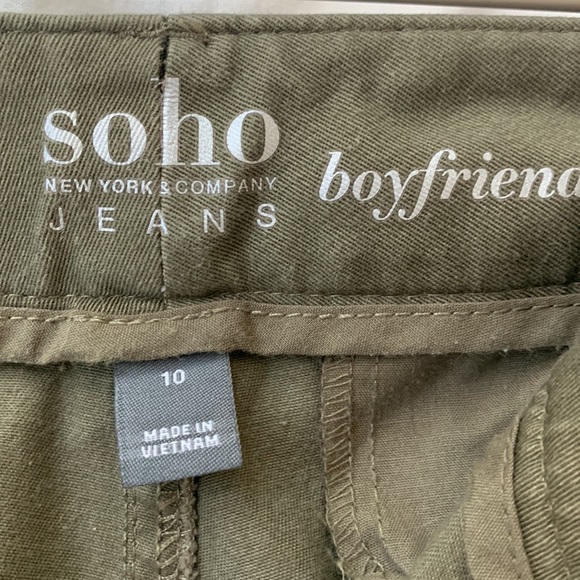 soho
NEW YORK & COMPANY
JEANS
boyfriend
10
MADE IN
VIETNAM